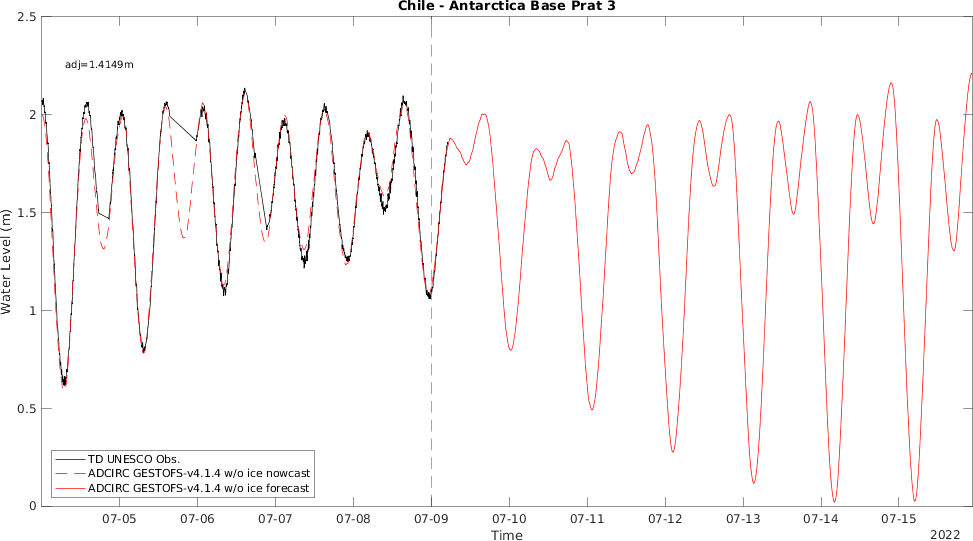 Chile - Antarctica Base Prat 3
adj=1.4149m
2.5
2
1.5
1
0.5
0
Water Level (m)
TD UNESCO Obs.
ADCIRC GESTOFS-v4.1.4 w/o ice nowcast
ADCIRC GESTOFS-v4.1.4 w/o ice forecast
07-05 07-06 07-07 07-08 07-09 07-10 07-11 07-12 07-13 07-14 07-15
Time
2022